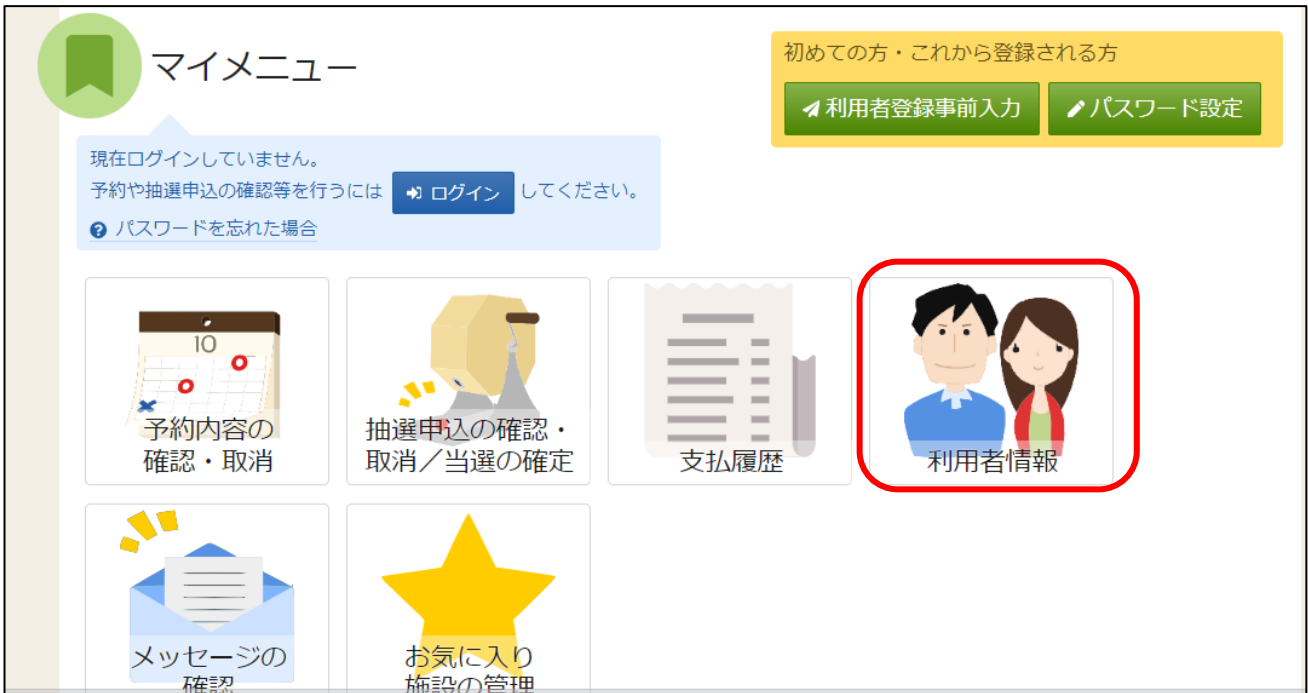 マイメニュー
初めての方・これから登録される方
利用者登録事前入力
パスワード設定
現在ログインしていません。
予約や抽選申込の確認等を行うには ログイン してください。
パスワードを忘れた場合
10
予約内容の
確認・取消
抽選申込の確認・
取消／当選の確定
支払履歴
利用者情報
メッセージの
確認
お気に入り
施設の管理